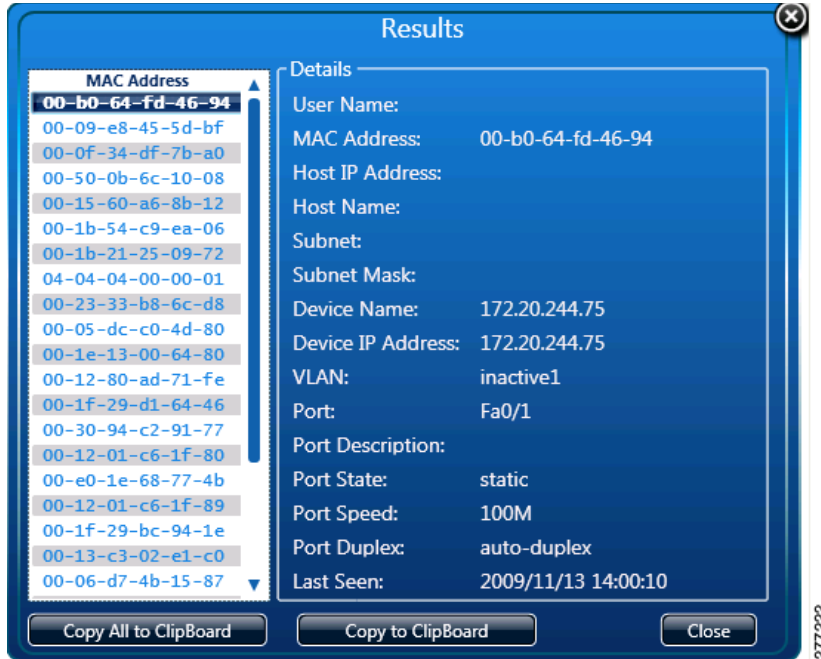 Results
MAC Address
00-b0-64-fd-46-94
00-09-e8-45-5d-bf
00-0f-34-df-7b-a0
00-50-0b-6c-10-08
00-15-60-a6-8b-12
00-1b-54-c9-ea-06
00-1b-21-25-09-72
04-04-04-00-00-01
00-23-33-b8-6c-d8
00-05-dc-c0-4d-80
00-1e-13-00-64-80
00-12-80-ad-71-fe
00-1f-29-d1-64-46
00-30-94-c2-91-77
00-12-01-c6-1f-80
00-e0-1e-68-77-4b
00-12-01-c6-1f-89
00-1f-29-bc-94-1e
00-13-c3-02-e1-c0
00-06-d7-4b-15-87
Details
User Name:
MAC Address: 00-b0-64-fd-46-94
Host IP Address:
Host Name:
Subnet:
Subnet Mask:
Device Name: 172.20.244.75
Device IP Address: 172.20.244.75
VLAN: inactive1
Port: Fa0/1
Port Description:
Port State: static
Port Speed: 100M
Port Duplex: auto-duplex
Last Seen: 2009/11/13 14:00:10
Copy All to ClipBoard
Copy to ClipBoard
Close